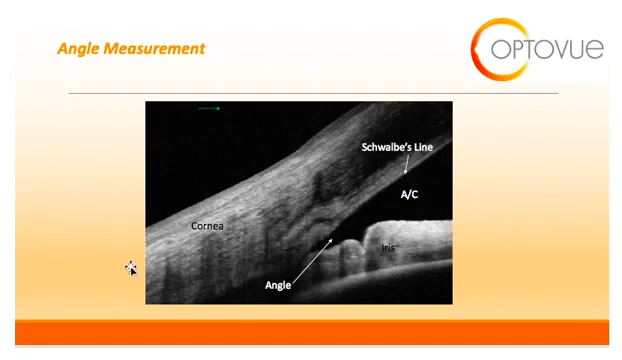 Angle Measurement
OPTOVUE
Schwalbe's Line
A/C
Cornea
Iris
Angle